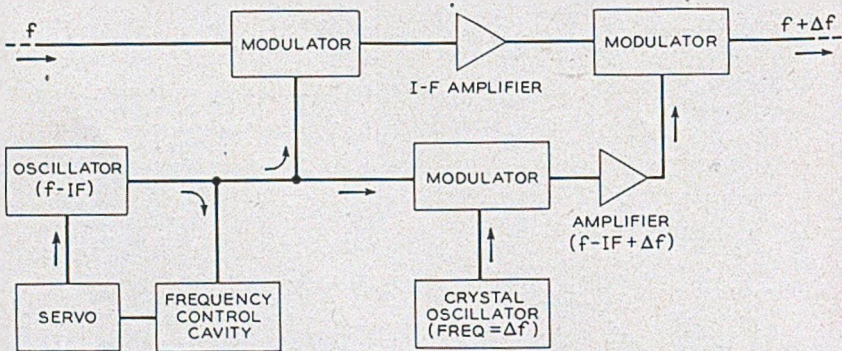 f
MODULATOR
I-F AMPLIFIER
MODULATOR
f+Δf
OSCILLATOR
(f-IF)
MODULATOR
AMPLIFIER
(f-IF+Δf)
SERVO
FREQUENCY
CONTROL
CAVITY
CRYSTAL
OSCILLATOR
(FREQ=Δf)